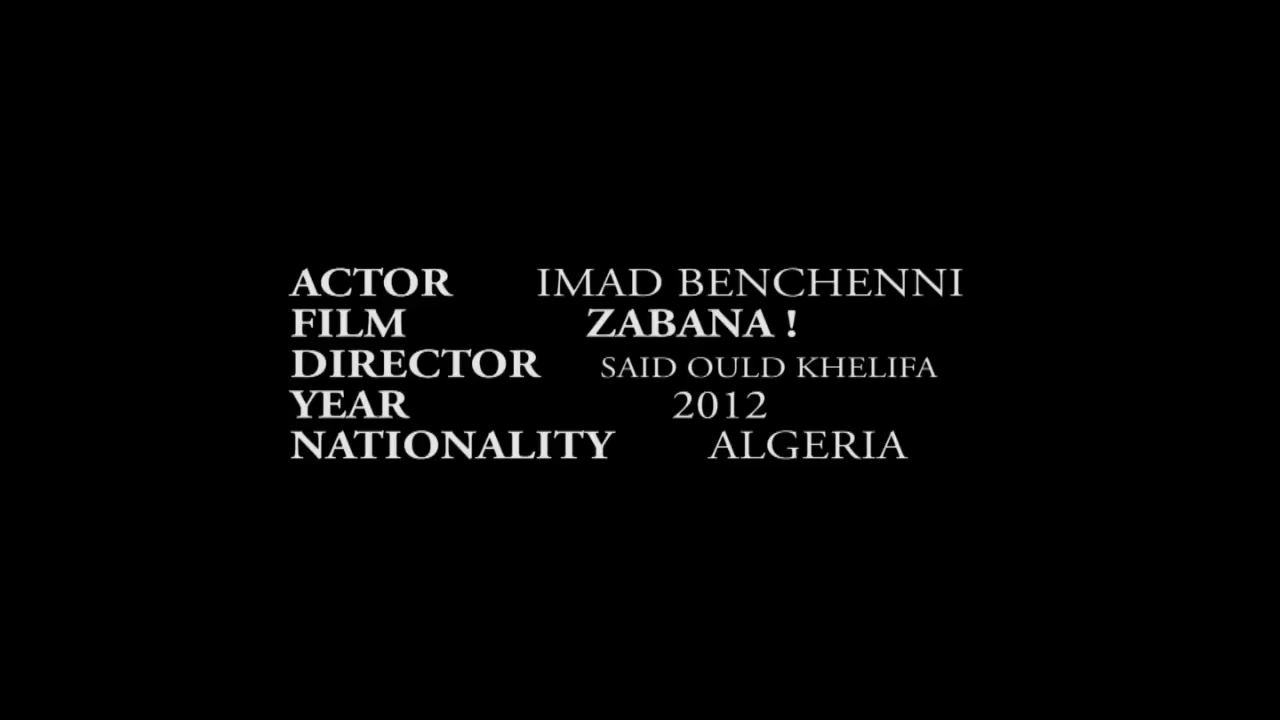 ACTOR IMAD BENCHENNI
FILM ZABANA !
DIRECTOR SAID OULD KHELIFA
YEAR 2012
NATIONALITY ALGERIA